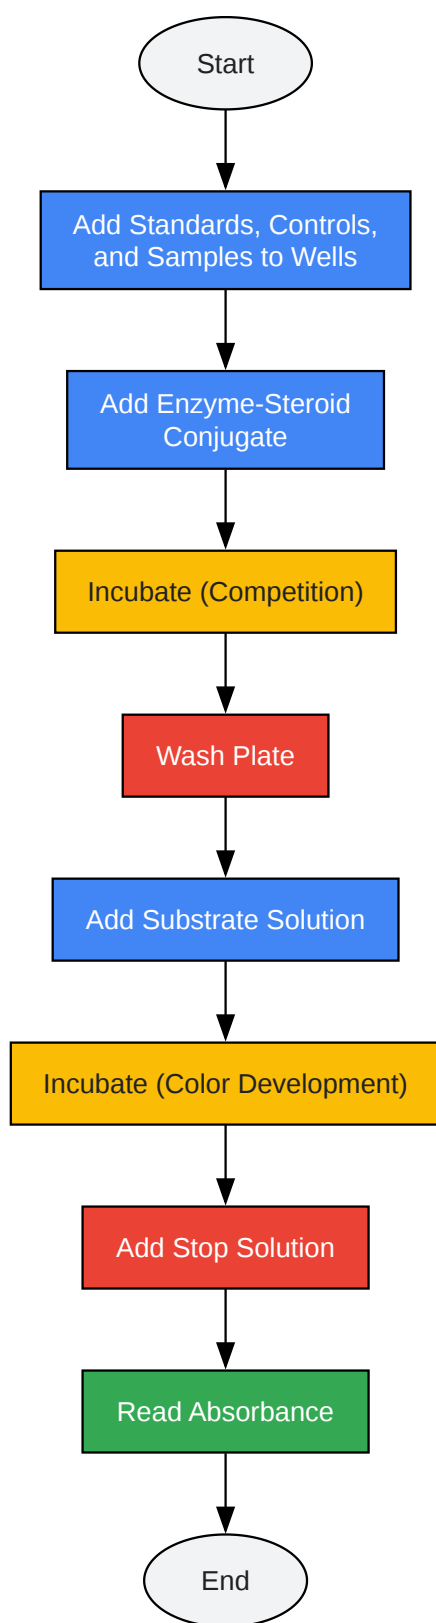 Start
Add Standards, Controls,
and Samples to Wells
Add Enzyme-Steroid
Conjugate
Incubate (Competition)
Wash Plate
Add Substrate Solution
Incubate (Color Development)
Add Stop Solution
Read Absorbance
End